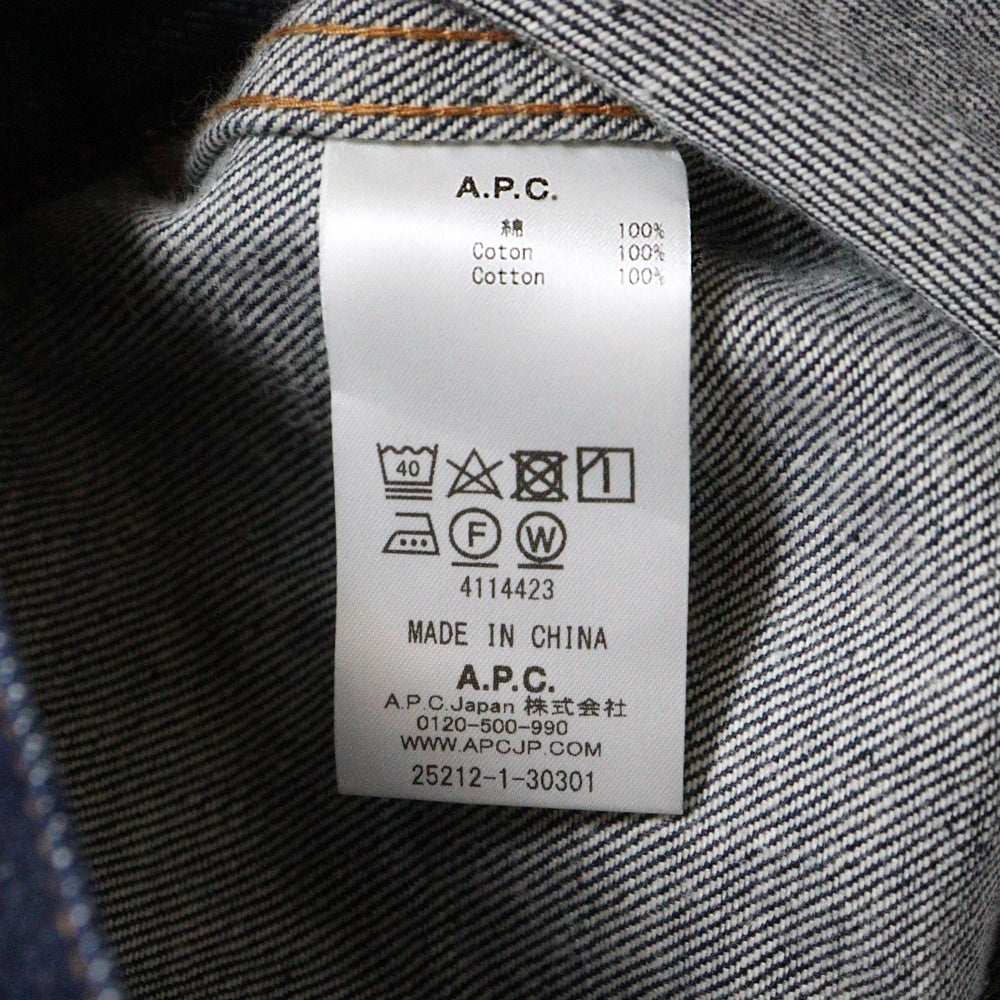 A.P.C.
綿 100%
Coton 100%
Cotton 100%
40
F W
4114423
MADE IN CHINA
A.P.C.
A.P.C.Japan 株式会社
0120-500-990
WWW.APCJP.COM
25212-1-30301